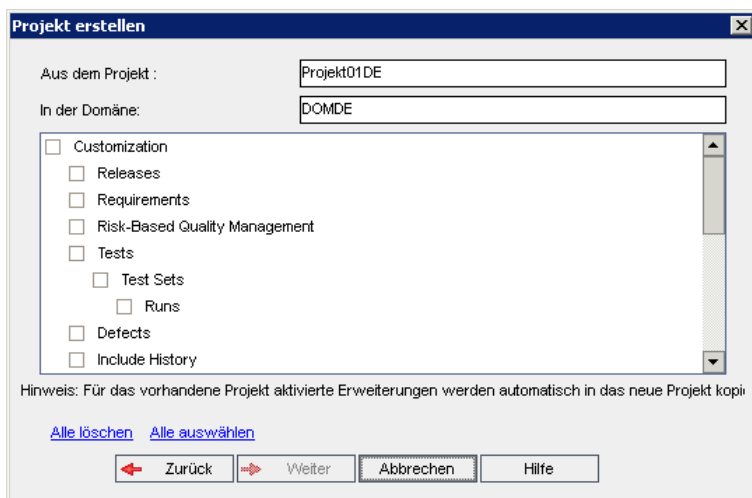 Projekt erstellen
Aus dem Projekt :
Projekt01DE
In der Domäne:
DOMDE
Customization
Releases
Requirements
Risk-Based Quality Management
Tests
Test Sets
Runs
Defects
Include History
Hinweis: Für das vorhandene Projekt aktivierte Erweiterungen werden automatisch in das neue Projekt kopi
Alle löschen Alle auswählen
Zurück Weiter Abbrechen Hilfe